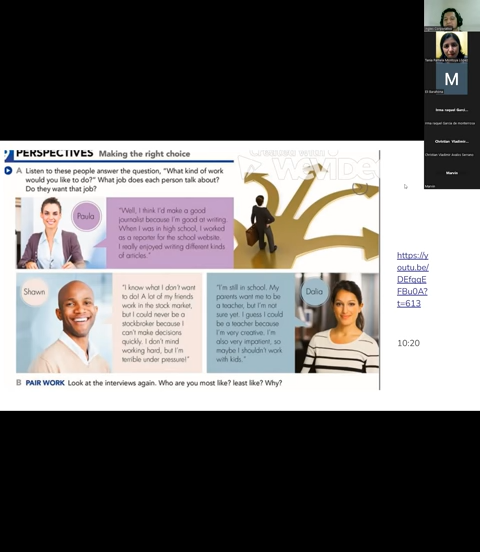 PERSPECTIVES Making the right choice
A Listen to these people answer the question, "What kind of work
would you like to do?" What job does each person talk about?
Do they want that job?
Paula
"Well, I think I'd make a good
journalist because I'm good at writing.
When I was in high school, I worked
as a reporter for the school website.
I really enjoyed writing different kinds
of articles."
Shawn
"I know what I don't want
to do! A lot of my friends
work in the stock market,
but I could never be a
stockbroker because I
can't make decisions
quickly. I don't mind
working hard, but I'm
terrible under pressure!"
"I'm still in school. My
parents want me to be
a teacher, but I'm not
sure yet. I guess I could
be a teacher because
I'm very creative. I'm
also very impatient, so
maybe I shouldn't work
with kids."
Dalia
B PAIR WORK Look at the interviews again. Who are you most like? least like? Why?
https://y
outu.be/
DEfqqE
FBu0A?
t=613
10:20
M
Irma raquel Garci...
Christian Vladimir...
Marvin
Marvin